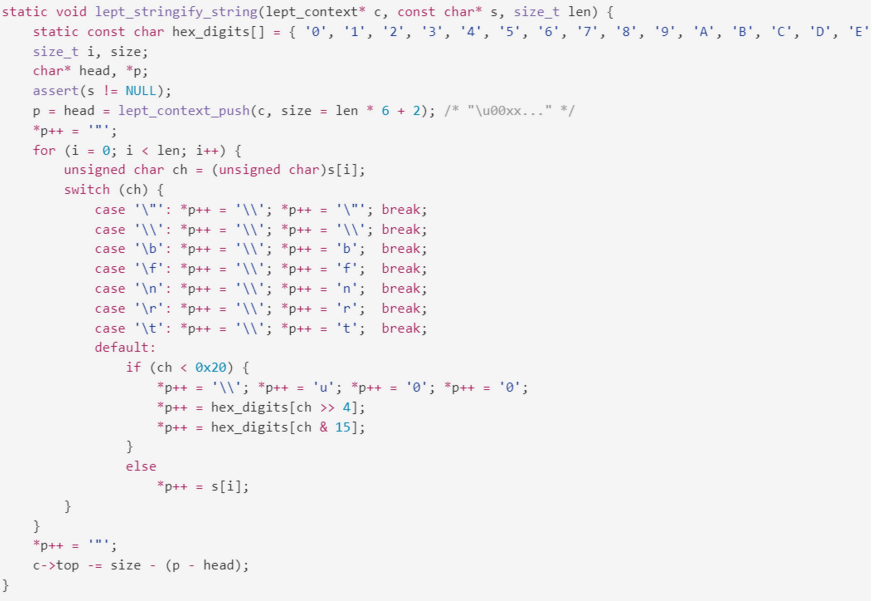 static void lept_stringify_string(lept_context* c, const char* s, size_t len) {
    static const char hex_digits[] = { '0', '1', '2', '3', '4', '5', '6', '7', '8', '9', 'A', 'B', 'C', 'D', 'E'
    size_t i, size;
    char* head, *p;
    assert(s != NULL);
    p = head = lept_context_push(c, size = len * 6 + 2); /* "\u00xx..." */
    *p++ = '"';
    for (i = 0; i < len; i++) {
        unsigned char ch = (unsigned char)s[i];
        switch (ch) {
            case '\"': *p++ = '\\'; *p++ = '\"'; break;
            case '\\': *p++ = '\\'; *p++ = '\\'; break;
            case '\b': *p++ = '\\'; *p++ = 'b';  break;
            case '\f': *p++ = '\\'; *p++ = 'f';  break;
            case '\n': *p++ = '\\'; *p++ = 'n';  break;
            case '\r': *p++ = '\\'; *p++ = 'r';  break;
            case '\t': *p++ = '\\'; *p++ = 't';  break;
            default:
                if (ch < 0x20) {
                    *p++ = '\\'; *p++ = 'u'; *p++ = '0'; *p++ = '0';
                    *p++ = hex_digits[ch >> 4];
                    *p++ = hex_digits[ch & 15];
                }
                else
                    *p++ = s[i];
        }
    }
    *p++ = '"';
    c->top -= size - (p - head);
}